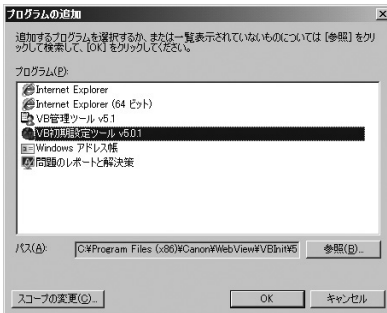 プログラムの追加
追加するプログラムを選択するか、または一覧表示されていないものについては [参照] をクリ
ックして検索して、[OK] をクリックしてください。
プログラム(P):
Internet Explorer
Internet Explorer (64 ビット)
VB管理ツール v5.1
VB初期設定ツール v5.0.1
Windows アドレス帳
問題のレポートと解決策
パス(A): C:¥Program Files (x86)¥Canon¥WebView¥VBInit¥5 参照(B)...
スコープの変更(C)... OK キャンセル